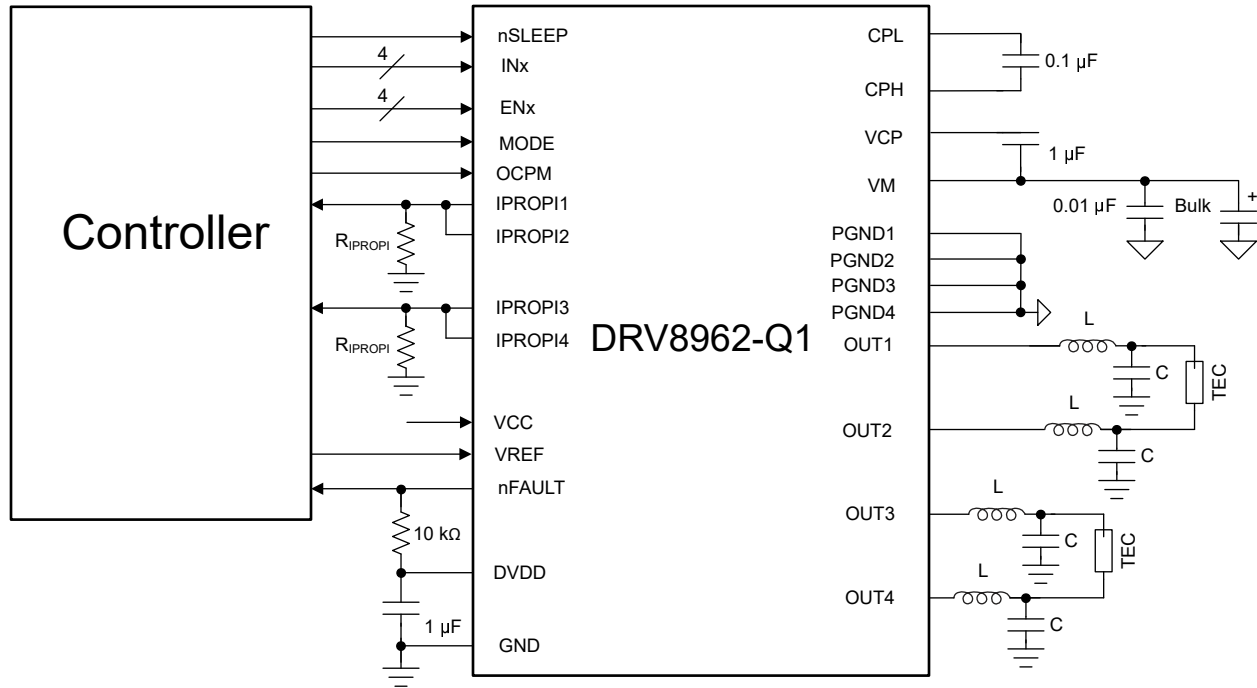 Controller
4
4
nSLEEP
INx
ENx
MODE
OCPM
IPROPI1
IPROPI2
R_IPROPI
IPROPI3
IPROPI4
R_IPROPI
VCC
VREF
nFAULT
10 kΩ
DVDD
1 µF
GND
DRV8962-Q1
CPL
CPH
0.1 µF
VCP
1 µF
VM
0.01 µF
Bulk
+
PGND1
PGND2
PGND3
PGND4
OUT1
L
C
TEC
OUT2
L
C
OUT3
L
C
TEC
OUT4
L
C